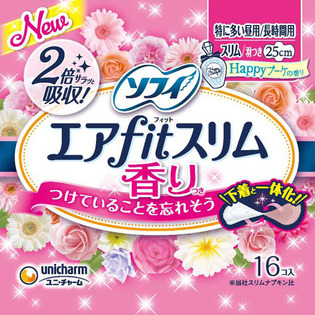 New
特に多い昼用/長時間用
スリム/羽つき25cm
Happyブーケの香り
2倍サラッと
吸収!
ソフィ
エアfitスリム
フィット
香りつき
つけていることを忘れそう
下着と一体化!!
unicharm
ユニ・チャーム
16コ入
※当社スリムナプキン比